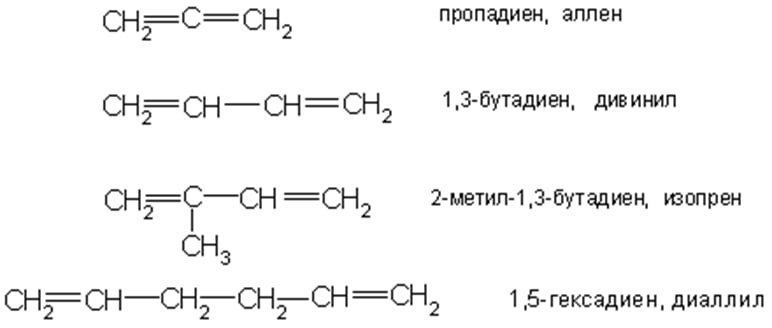 CH2=C=CH2 пропадиен, аллен
CH2=CH—CH=CH2 1,3-бутадиен, дивинил
CH2=C—CH=CH2 2-метил-1,3-бутадиен, изопрен
CH3
CH2=CH—CH2—CH2—CH=CH2 1,5-гексадиен, диаллил